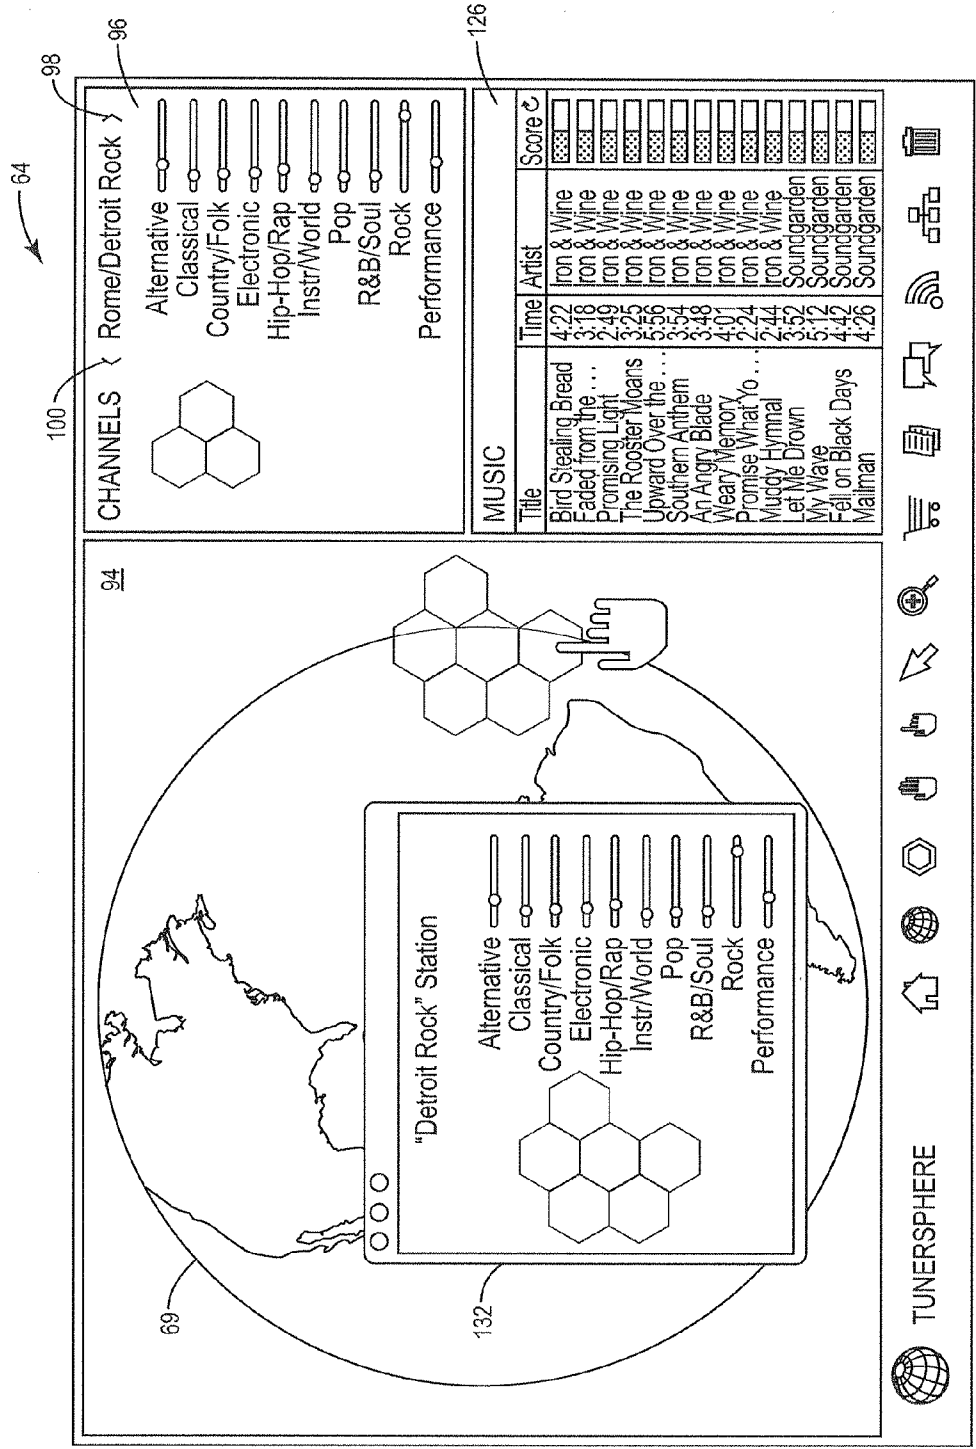 64
94
69
132
"Detroit Rock" Station
Alternative
Classical
Country/Folk
Electronic
Hip-Hop/Rap
Instr/World
Pop
R&B/Soul
Rock
Performance
100
98
96
CHANNELS < Rome/Detroit Rock >
Alternative
Classical
Country/Folk
Electronic
Hip-Hop/Rap
Instr/World
Pop
R&B/Soul
Rock
Performance
126
MUSIC
Title Time Artist Score
Bird Stealing Bread 4:22 Iron & Wine
Faded from the ... 3:18 Iron & Wine
Promising Light 2:49 Iron & Wine
The Rooster Moans 3:25 Iron & Wine
Upward Over the ... 5:56 Iron & Wine
Southern Anthem 3:54 Iron & Wine
An Angry Blade 3:48 Iron & Wine
Weary Memory 4:01 Iron & Wine
Promise What Yo ... 2:24 Iron & Wine
Muddy Hymnal 2:44 Iron & Wine
Let Me Drown 3:52 Soundgarden
My Wave 5:12 Soundgarden
Fell on Black Days 4:42 Soundgarden
Mailman 4:26 Soundgarden
TUNERSPHERE